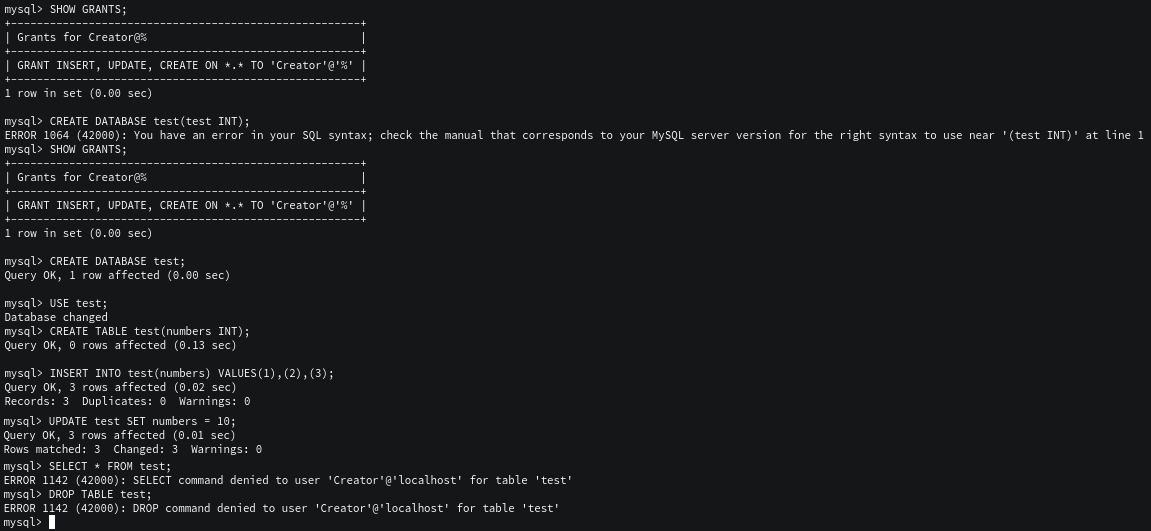 mysql> SHOW GRANTS;
+------------------------------------------------------+
| Grants for Creator@%                                 |
+------------------------------------------------------+
| GRANT INSERT, UPDATE, CREATE ON *.* TO 'Creator'@'%' |
+------------------------------------------------------+
1 row in set (0.00 sec)
mysql> CREATE DATABASE test(test INT);
ERROR 1064 (42000): You have an error in your SQL syntax; check the manual that corresponds to your MySQL server version for the right syntax to use near '(test INT)' at line 1
mysql> SHOW GRANTS;
+------------------------------------------------------+
| Grants for Creator@%                                 |
+------------------------------------------------------+
| GRANT INSERT, UPDATE, CREATE ON *.* TO 'Creator'@'%' |
+------------------------------------------------------+
1 row in set (0.00 sec)
mysql> CREATE DATABASE test;
Query OK, 1 row affected (0.00 sec)
mysql> USE test;
Database changed
mysql> CREATE TABLE test(numbers INT);
Query OK, 0 rows affected (0.13 sec)
mysql> INSERT INTO test(numbers) VALUES(1),(2),(3);
Query OK, 3 rows affected (0.02 sec)
Records: 3  Duplicates: 0  Warnings: 0
mysql> UPDATE test SET numbers = 10;
Query OK, 3 rows affected (0.01 sec)
Rows matched: 3  Changed: 3  Warnings: 0
mysql> SELECT * FROM test;
ERROR 1142 (42000): SELECT command denied to user 'Creator'@'localhost' for table 'test'
mysql> DROP TABLE test;
ERROR 1142 (42000): DROP command denied to user 'Creator'@'localhost' for table 'test'
mysql>